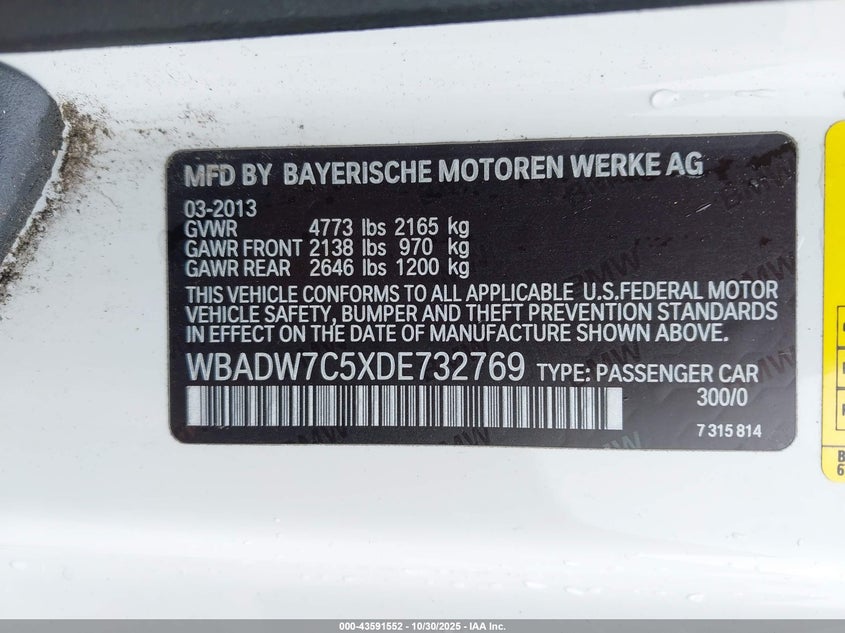 MFD BY BAYERISCHE MOTOREN WERKE AG
03-2013
GVWR 4773 lbs 2165 kg
GAWR FRONT 2138 lbs 970 kg
GAWR REAR 2646 lbs 1200 kg
THIS VEHICLE CONFORMS TO ALL APPLICABLE U.S.FEDERAL MOTOR
VEHICLE SAFETY, BUMPER AND THEFT PREVENTION STANDARDS
IN EFFECT ON THE DATE OF MANUFACTURE SHOWN ABOVE.
WBADW7C5XDE732769 TYPE: PASSENGER CAR
300/0
7 315 814
000-43591552 | 10/30/2025 - IAA Inc.